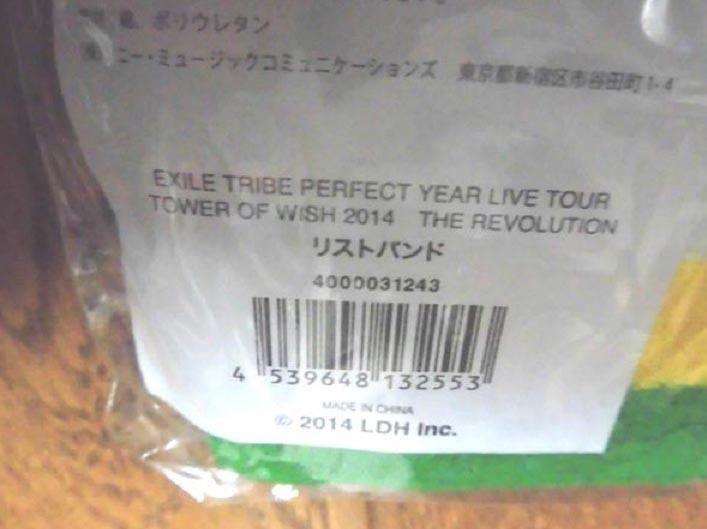 ポリウレタン
ニー・ミュージックコミュニケーションズ 東京都新宿区市谷田町1-4
EXILE TRIBE PERFECT YEAR LIVE TOUR
TOWER OF WISH 2014 THE REVOLUTION
リストバンド
4000031243
4 539648 132553
MADE IN CHINA
© 2014 LDH Inc.